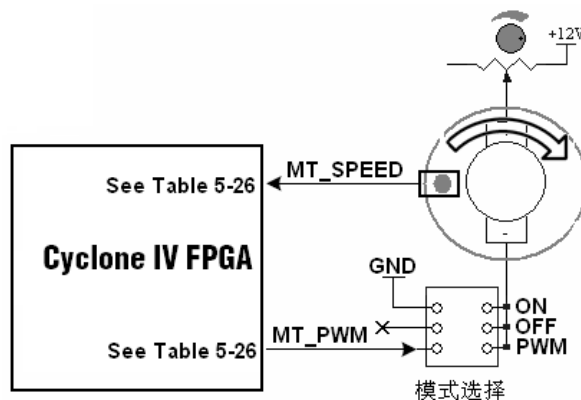 +12V
MT_SPEED
See Table 5-26
Cyclone IV FPGA
GND
ON
OFF
MT_PWM
See Table 5-26
PWM
模式选择
-